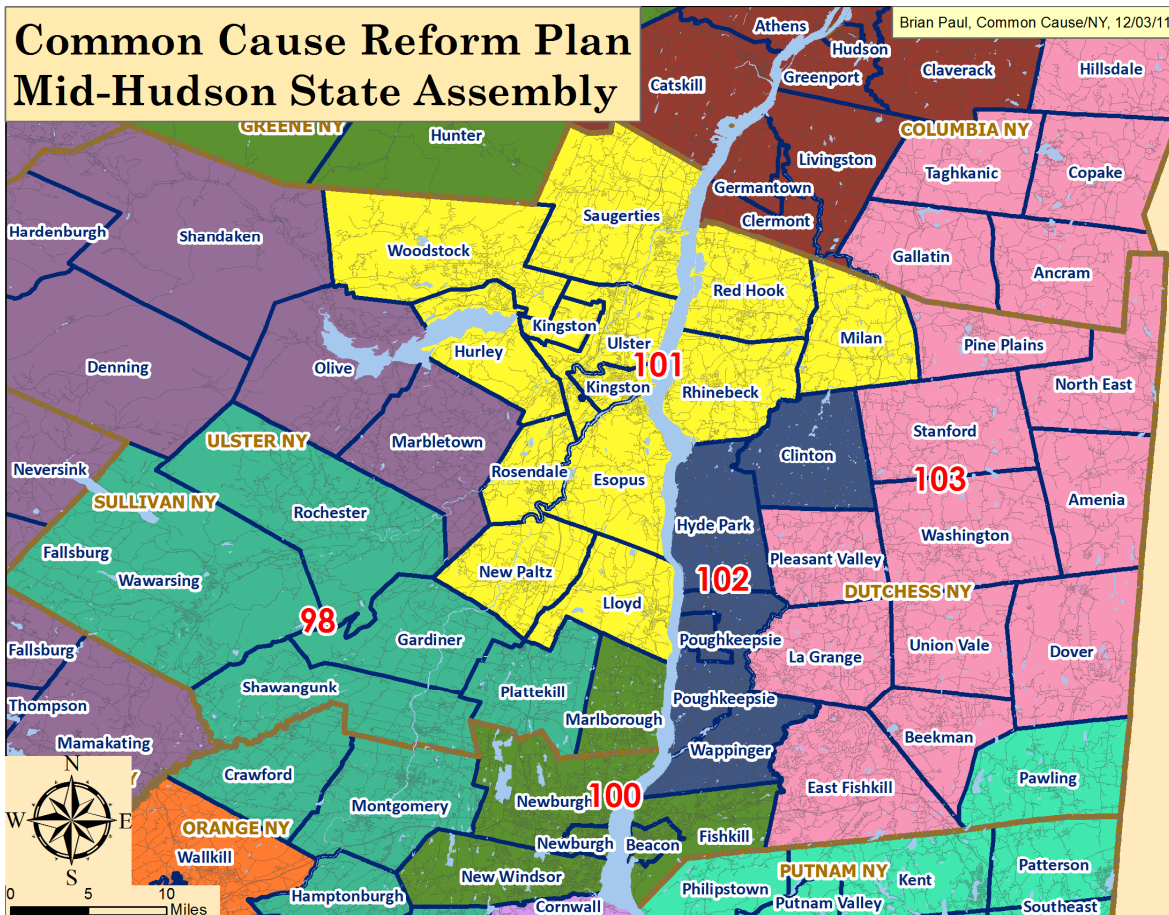 Common Cause Reform Plan
Mid-Hudson State Assembly
Brian Paul, Common Cause/NY, 12/03/11
Athens
Hudson
Greenport
Claverack
Hillsdale
Catskill
GREENE NY
Hunter
COLUMBIA NY
Livingston
Taghkanic
Copake
Germantown
Clermont
Saugerties
Hardenburgh
Shandaken
Woodstock
Gallatin
Ancram
Red Hook
Kingston
Ulster
Milan
Pine Plains
Hurley
101
Denning
Olive
Kingston
Rhinebeck
North East
ULSTER NY
Marbletown
Stanford
Clinton
Neversink
Rosendale
Esopus
103
Amenia
SULLIVAN NY
Rochester
Hyde Park
Washington
Fallsburg
Wawarsing
New Paltz
Pleasant Valley
102
DUTCHESS NY
Lloyd
98
Gardiner
Poughkeepsie
La Grange
Union Vale
Dover
Fallsburg
Shawangunk
Plattekill
Poughkeepsie
Thompson
Marlborough
Mamakating
Wappinger
Beekman
Y
N
Crawford
Pawling
Montgomery
Newburgh
100
East Fishkill
W
E
ORANGE NY
Wallkill
Newburgh
Beacon
Fishkill
S
New Windsor
PUTNAM NY
Patterson
Kent
0
5
10
Miles
Hamptonburgh
Cornwall
Philipstown
Putnam Valley
Southeast